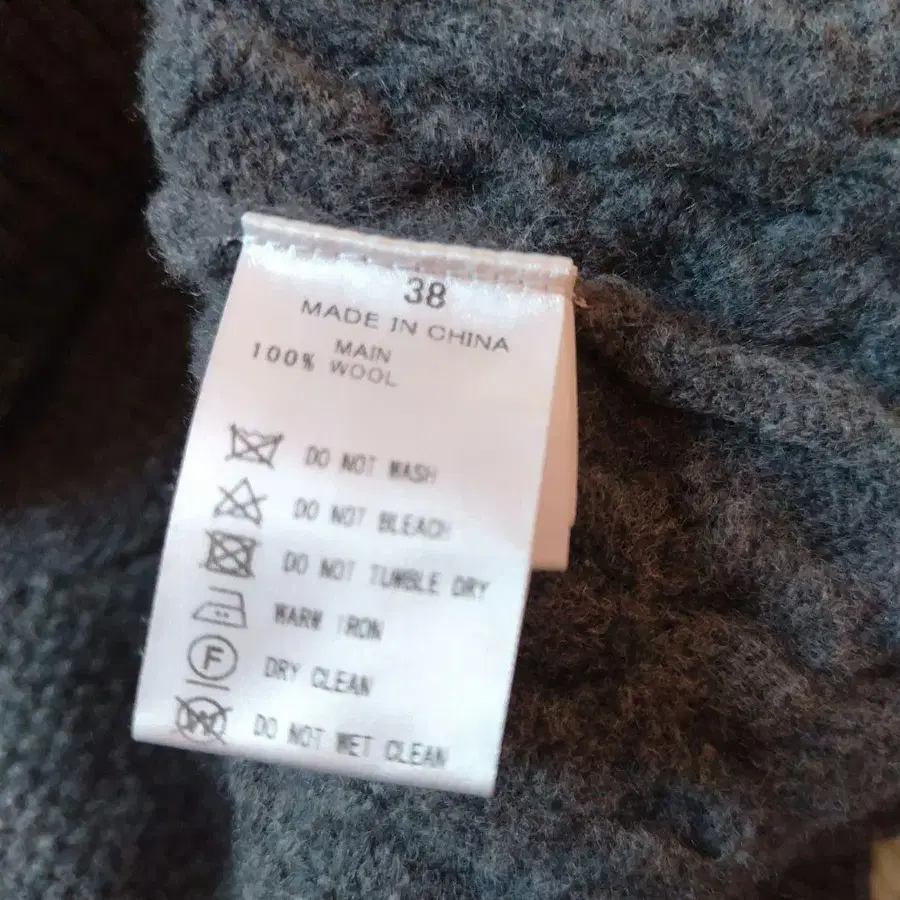 38
MADE IN CHINA
MAIN
100% WOOL
DO NOT WASH
DO NOT BLEACH
DO NOT TUMBLE DRY
WARM IRON
F DRY CLEAN
W DO NOT WET CLEAN